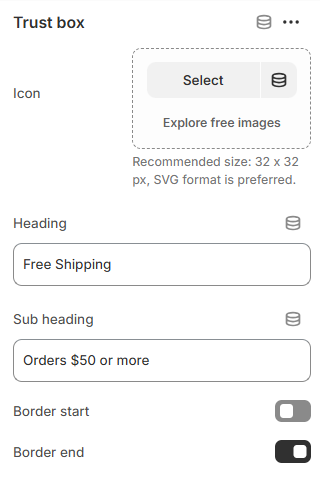 Trust box
Icon
Select
Explore free images
Recommended size: 32 x 32
px, SVG format is preferred.
Heading
Free Shipping
Sub heading
Orders $50 or more
Border start
Border end